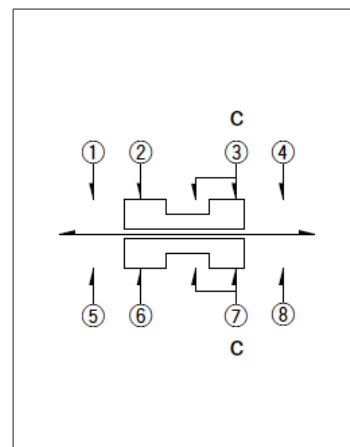 C
① ② ③ ④
⑤ ⑥ ⑦ ⑧
C